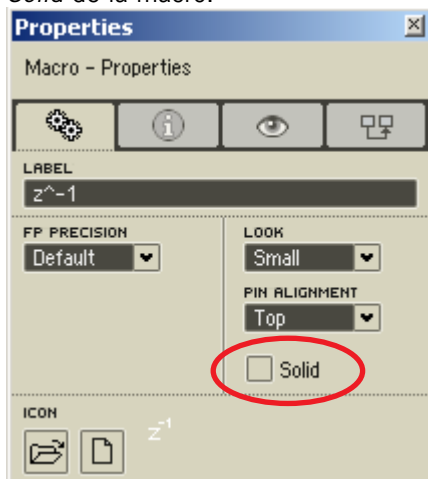 Solid de la macro.
Properties
Macro – Properties
LABEL
z^-1
FP PRECISION
Default
LOOK
Small
PIN ALIGNMENT
Top
Solid
ICON
z-1